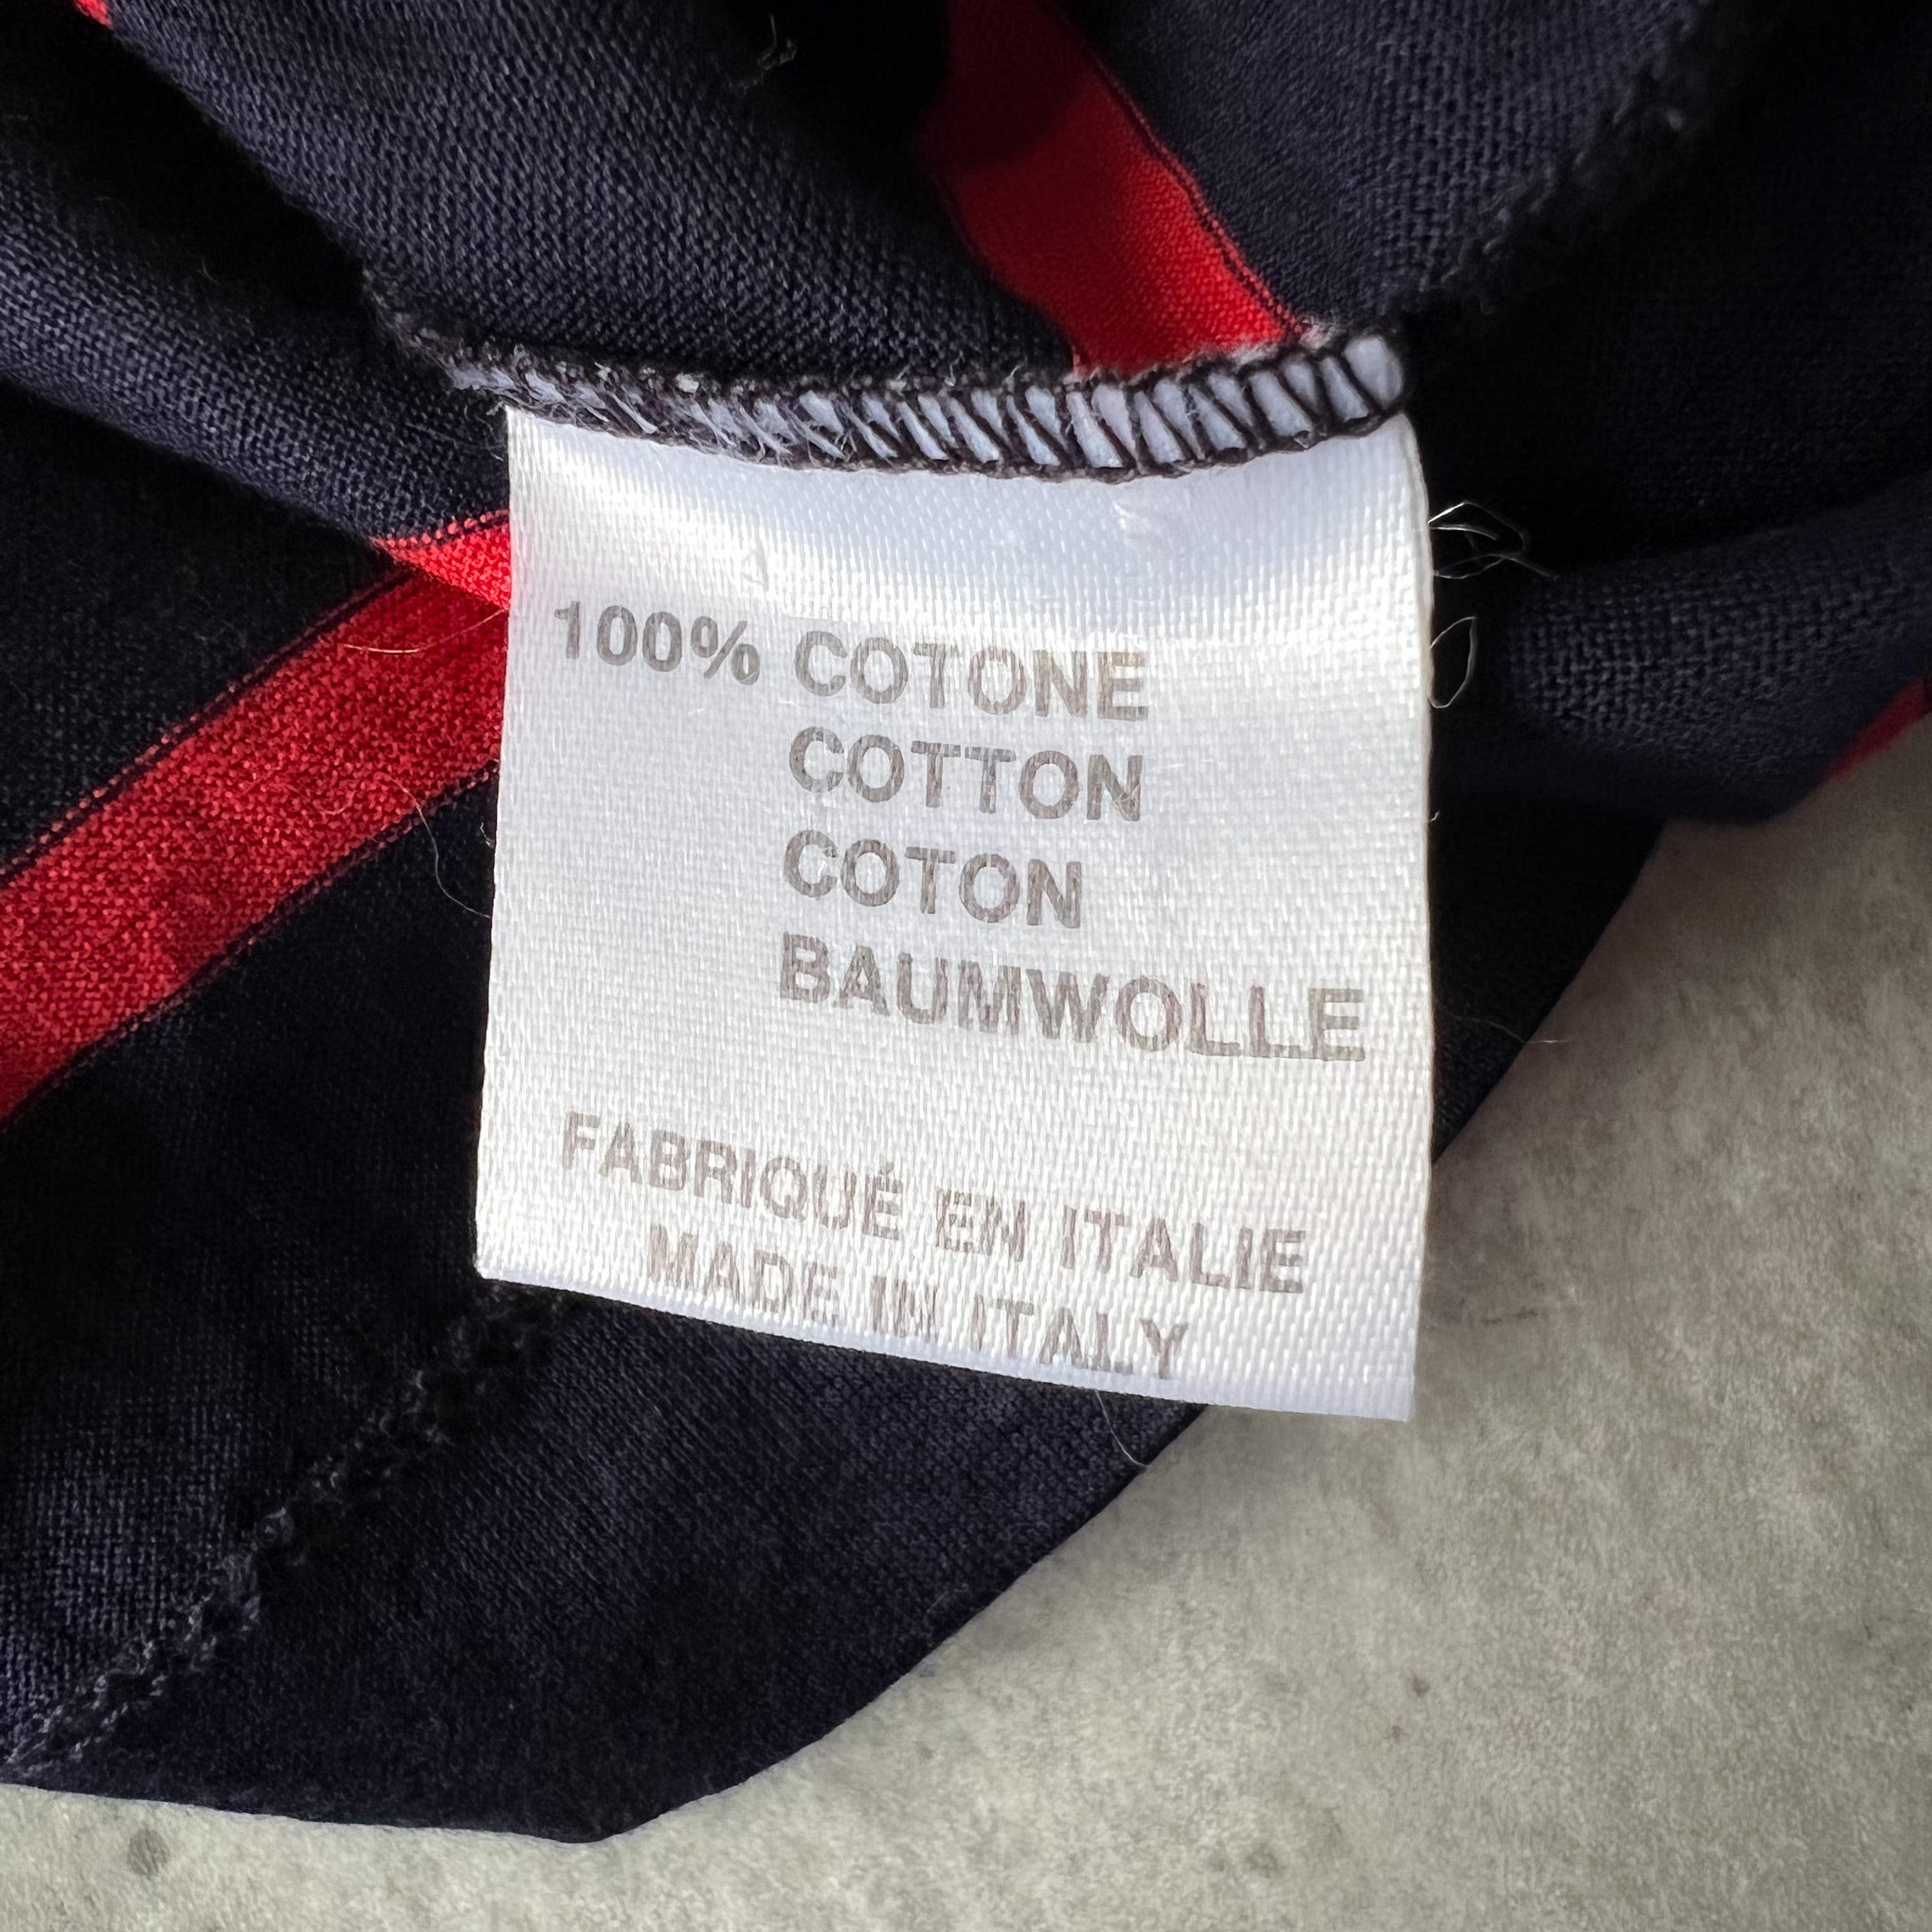 100% COTONE
COTTON
COTON
BAUMWOLLE
FABRIQUÉ EN ITALIE
MADE IN ITALY